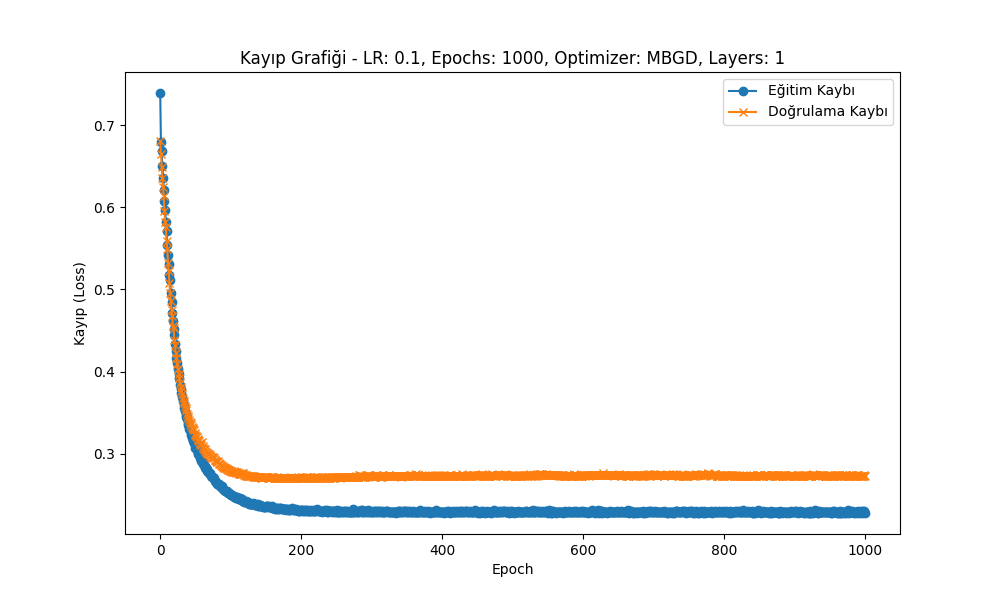 Kayıp Grafiği - LR: 0.1, Epochs: 1000, Optimizer: MBGD, Layers: 1
Eğitim Kaybı
Doğrulama Kaybı
Kayıp (Loss)
0.7
0.6
0.5
0.4
0.3
0 200 400 600 800 1000
Epoch